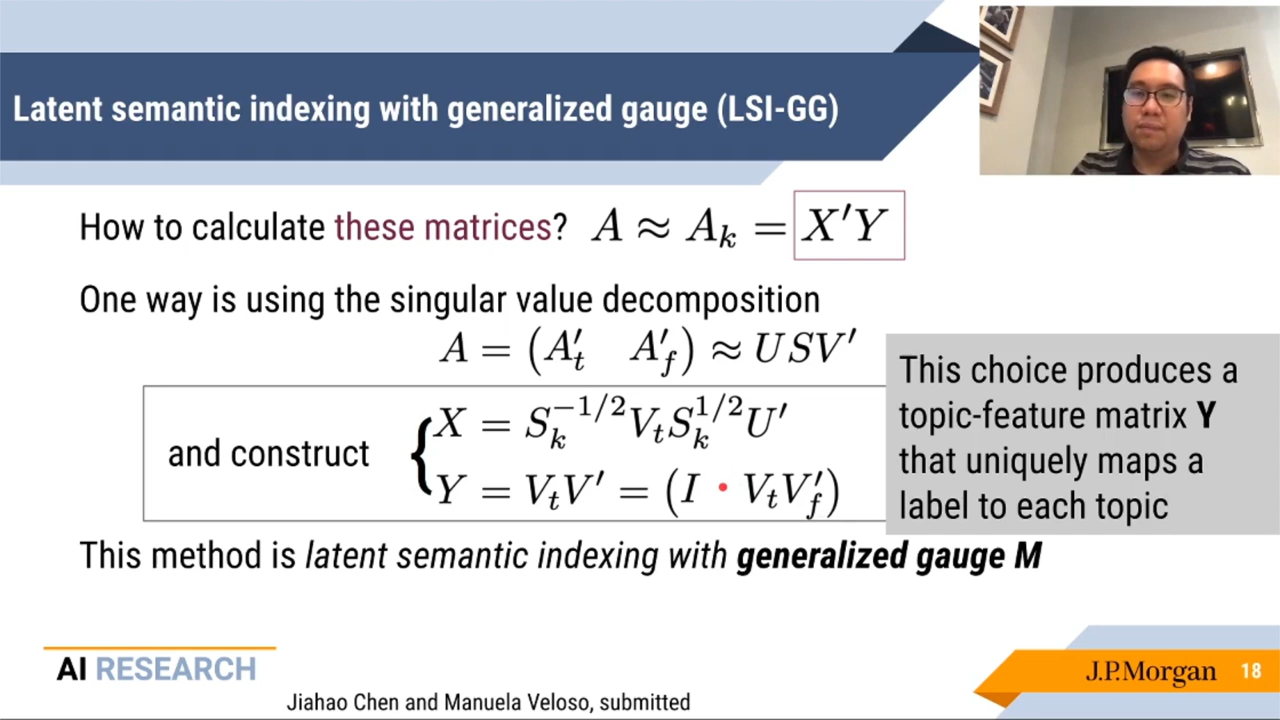 Latent semantic indexing with generalized gauge (LSI-GG)
How to calculate these matrices? A ≈ A_k = X′Y
One way is using the singular value decomposition
A = (A′_t A′_f) ≈ USV′
and construct { X = S_k^{-1/2} V_t S_k^{1/2} U′
Y = V_t V′ = (I V_t V′_f)
This choice produces a
topic-feature matrix Y
that uniquely maps a
label to each topic
This method is latent semantic indexing with generalized gauge M
AI RESEARCH
J.P.Morgan 18
Jiahao Chen and Manuela Veloso, submitted